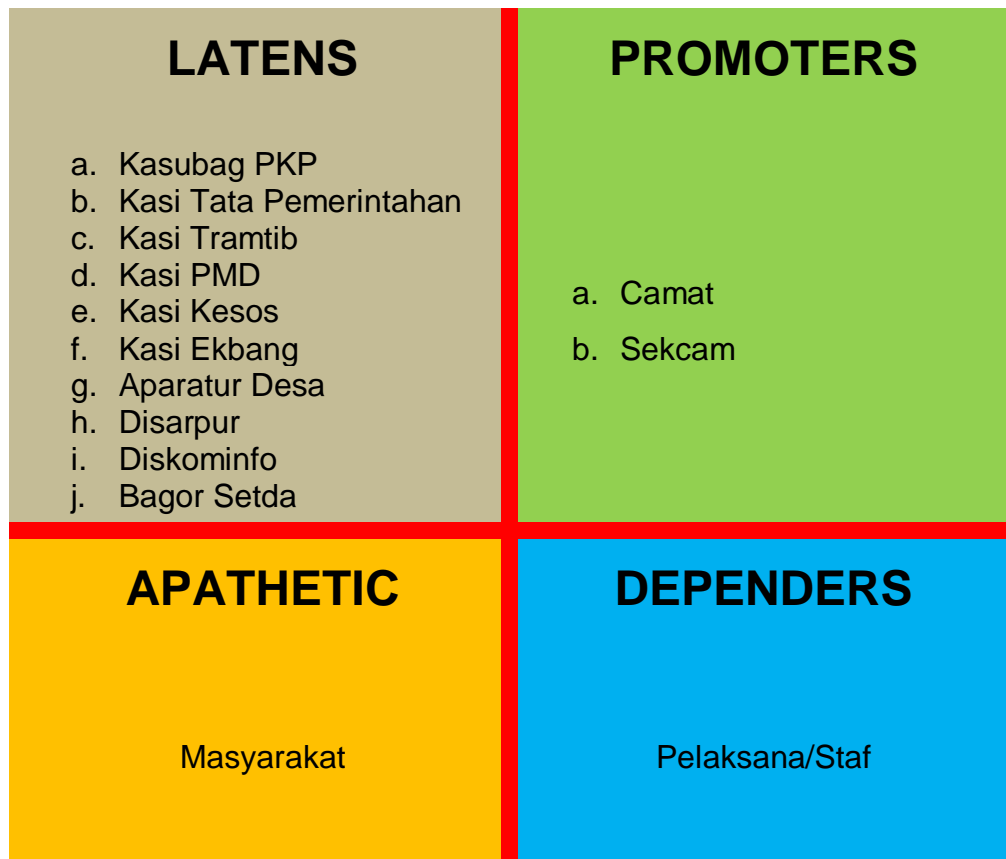 LATENS
a. Kasubag PKP
b. Kasi Tata Pemerintahan
c. Kasi Tramtib
d. Kasi PMD
e. Kasi Kesos
f. Kasi Ekbang
g. Aparatur Desa
h. Disarpur
i. Diskominfo
j. Bagor Setda
PROMOTERS
a. Camat
b. Sekcam
APATHETIC
Masyarakat
DEPENDERS
Pelaksana/Staf